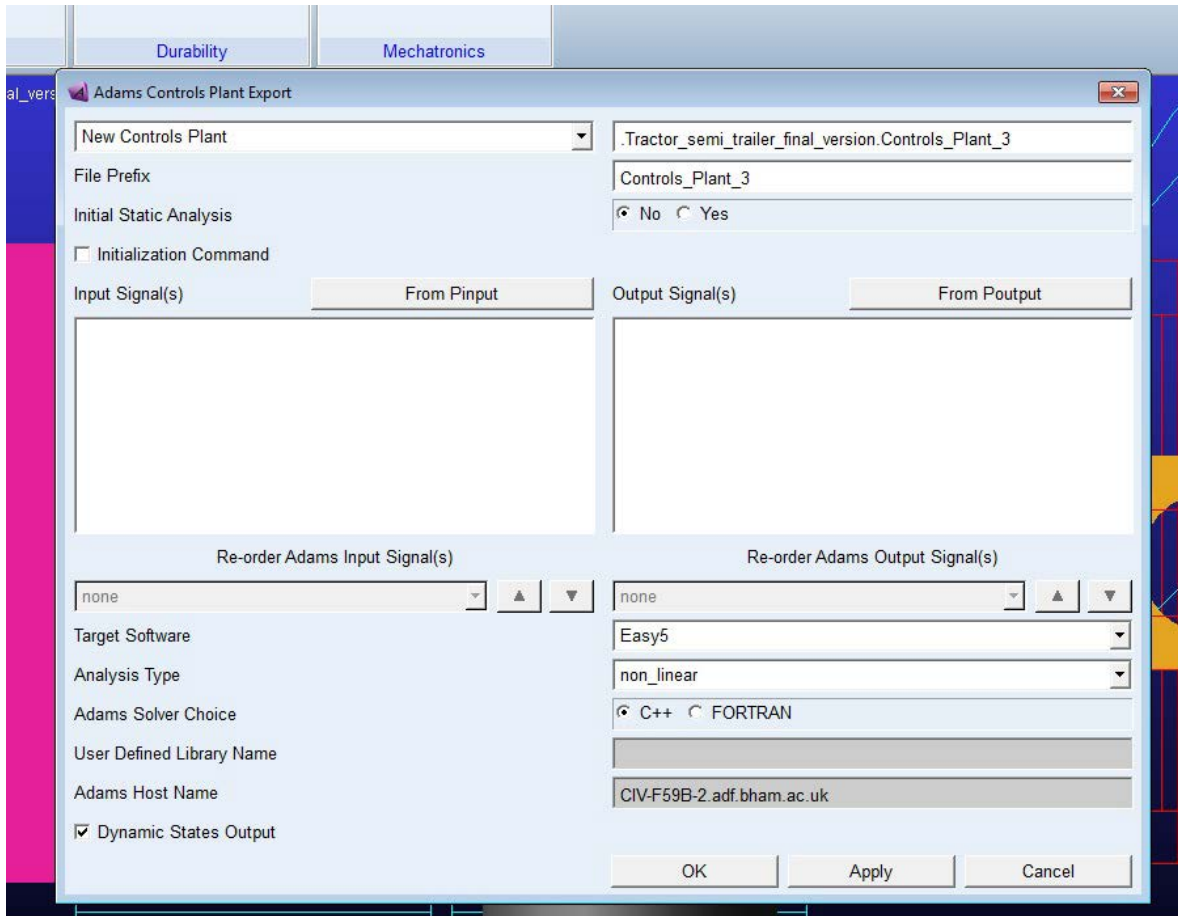 Durability
Mechatronics
al_vers
Adams Controls Plant Export
New Controls Plant
.Tractor_semi_trailer_final_version.Controls_Plant_3
File Prefix
Controls_Plant_3
Initial Static Analysis
No Yes
Initialization Command
Input Signal(s)
From Pinput
Output Signal(s)
From Poutput
Re-order Adams Input Signal(s)
Re-order Adams Output Signal(s)
none
none
Target Software
Easy5
Analysis Type
non_linear
Adams Solver Choice
C++ FORTRAN
User Defined Library Name
Adams Host Name
CIV-F59B-2.adf.bham.ac.uk
Dynamic States Output
OK
Apply
Cancel